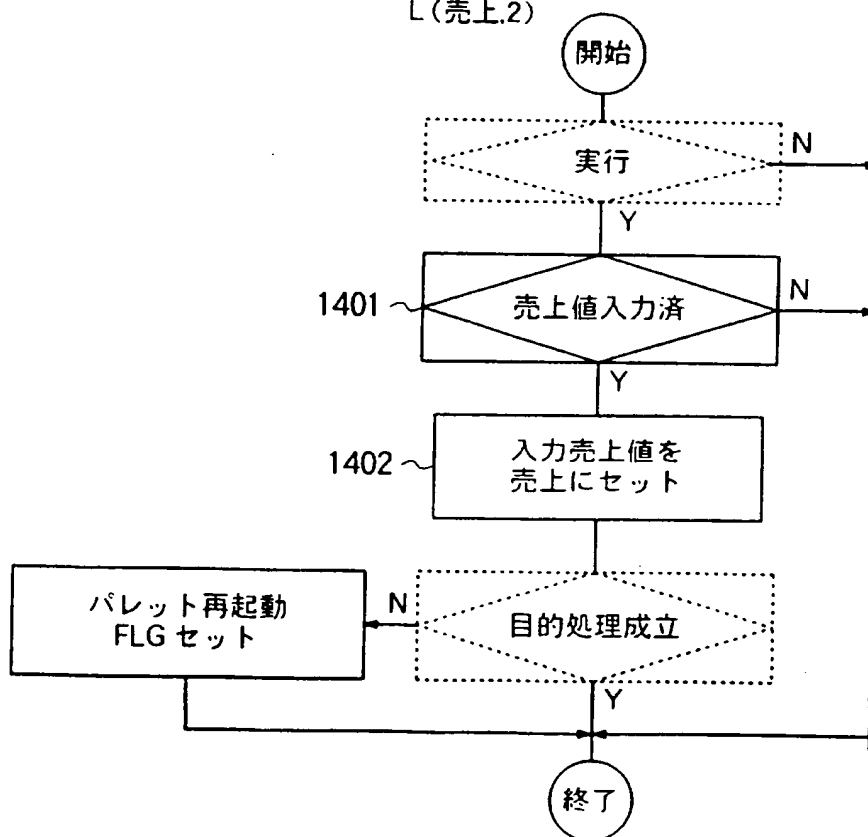 L(売上,2)
開始
実行
N
Y
1401
売上値入力済
N
Y
1402
入力売上値を
売上にセット
パレット再起動
FLG セット
N
目的処理成立
Y
終了